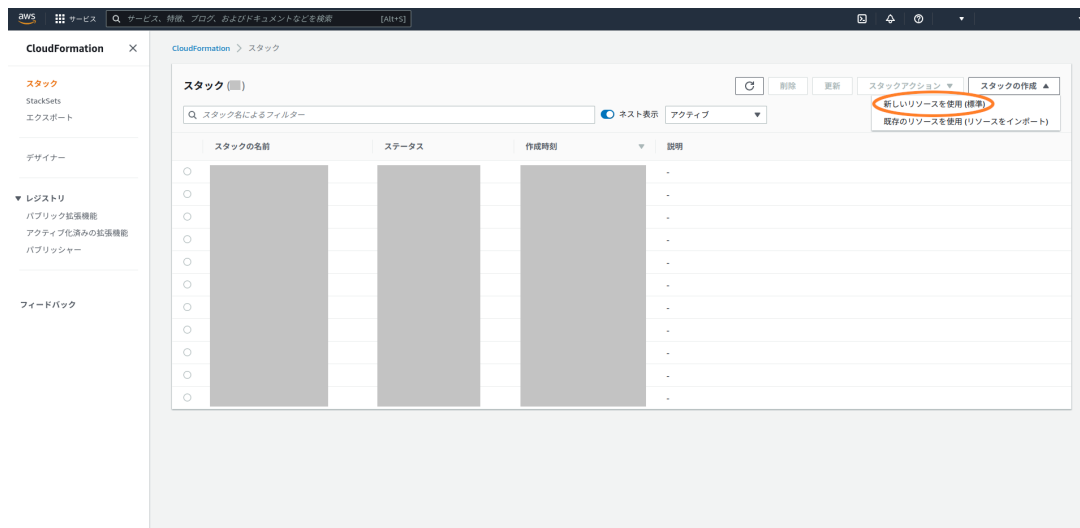 aws サービス サービス、特徴、ブログ、およびドキュメントなどを検索 [Alt+S]
CloudFormation
スタック
StackSets
エクスポート
デザイナー
レジストリ
パブリック拡張機能
アクティブ化済みの拡張機能
パブリッシャー
フィードバック
CloudFormation > スタック
スタック ( )
削除 更新 スタックアクション ▼ スタックの作成 ▲
新しいリソースを使用 (標準)
既存のリソースを使用 (リソースをインポート)
スタック名によるフィルター ネスト表示 アクティブ ▼
スタックの名前 ステータス 作成時刻 ▼ 説明
-
-
-
-
-
-
-
-
-
-
-